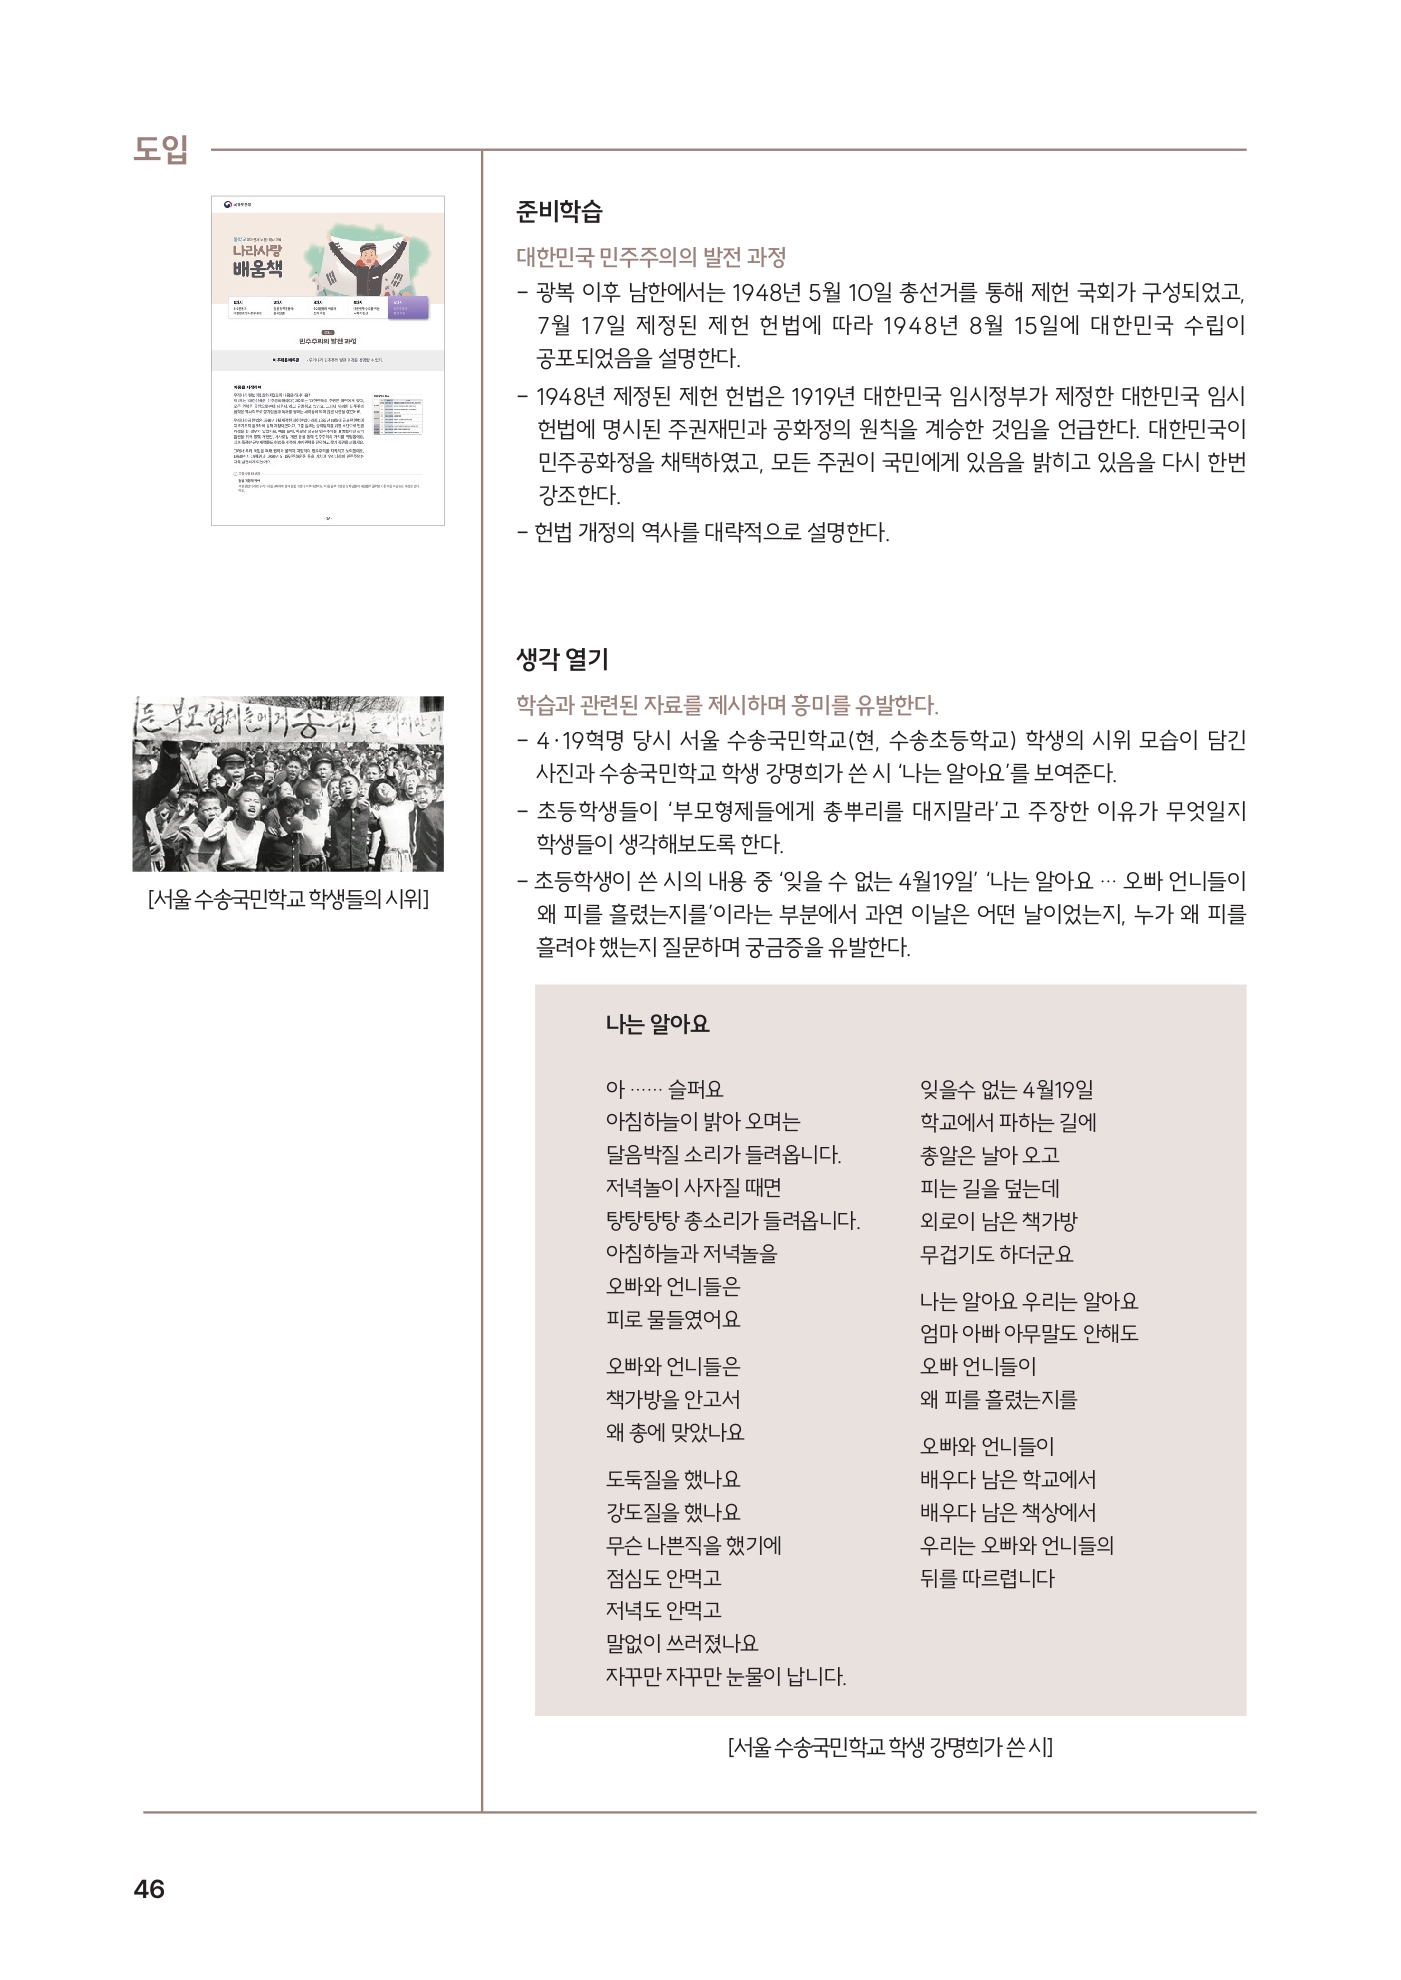 도입
나라사랑
배움책
민주주의의 발전 과정
[서울 수송국민학교 학생들의 시위]
준비학습
대한민국 민주주의의 발전 과정
– 광복 이후 남한에서는 1948년 5월 10일 총선거를 통해 제헌 국회가 구성되었고,
7월 17일 제정된 제헌 헌법에 따라 1948년 8월 15일에 대한민국 수립이
공포되었음을 설명한다.
– 1948년 제정된 제헌 헌법은 1919년 대한민국 임시정부가 제정한 대한민국 임시
헌법에 명시된 주권재민과 공화정의 원칙을 계승한 것임을 언급한다. 대한민국이
민주공화정을 채택하였고, 모든 주권이 국민에게 있음을 밝히고 있음을 다시 한번
강조한다.
– 헌법 개정의 역사를 대략적으로 설명한다.
생각 열기
학습과 관련된 자료를 제시하며 흥미를 유발한다.
– 4·19혁명 당시 서울 수송국민학교(현, 수송초등학교) 학생의 시위 모습이 담긴
사진과 수송국민학교 학생 강명희가 쓴 시 ‘나는 알아요’를 보여준다.
– 초등학생들이 ‘부모형제들에게 총뿌리를 대지말라’고 주장한 이유가 무엇일지
학생들이 생각해보도록 한다.
– 초등학생이 쓴 시의 내용 중 ‘잊을 수 없는 4월19일’ ‘나는 알아요 … 오빠 언니들이
왜 피를 흘렸는지를’이라는 부분에서 과연 이날은 어떤 날이었는지, 누가 왜 피를
흘려야 했는지 질문하며 궁금증을 유발한다.
나는 알아요
아 …… 슬퍼요
아침하늘이 밝아 오며는
달음박질 소리가 들려옵니다.
저녁놀이 사자질 때면
탕탕탕탕 총소리가 들려옵니다.
아침하늘과 저녁놀을
오빠와 언니들은
피로 물들였어요
오빠와 언니들은
책가방을 안고서
왜 총에 맞았나요
도둑질을 했나요
강도질을 했나요
무슨 나쁜직을 했기에
점심도 안먹고
저녁도 안먹고
말없이 쓰러졌나요
자꾸만 자꾸만 눈물이 납니다.
잊을수 없는 4월19일
학교에서 파하는 길에
총알은 날아 오고
피는 길을 덮는데
외로이 남은 책가방
무겁기도 하더군요
나는 알아요 우리는 알아요
엄마 아빠 아무말도 안해도
오빠 언니들이
왜 피를 흘렸는지를
오빠와 언니들이
배우다 남은 학교에서
배우다 남은 책상에서
우리는 오빠와 언니들의
뒤를 따르렵니다
[서울 수송국민학교 학생 강명희가 쓴 시]
46